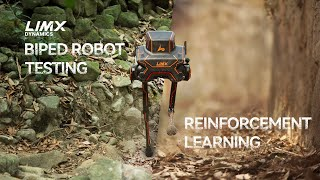 LIMX
DYNAMICS
BIPED ROBOT
TESTING
REINFORCEMENT
LEARNING